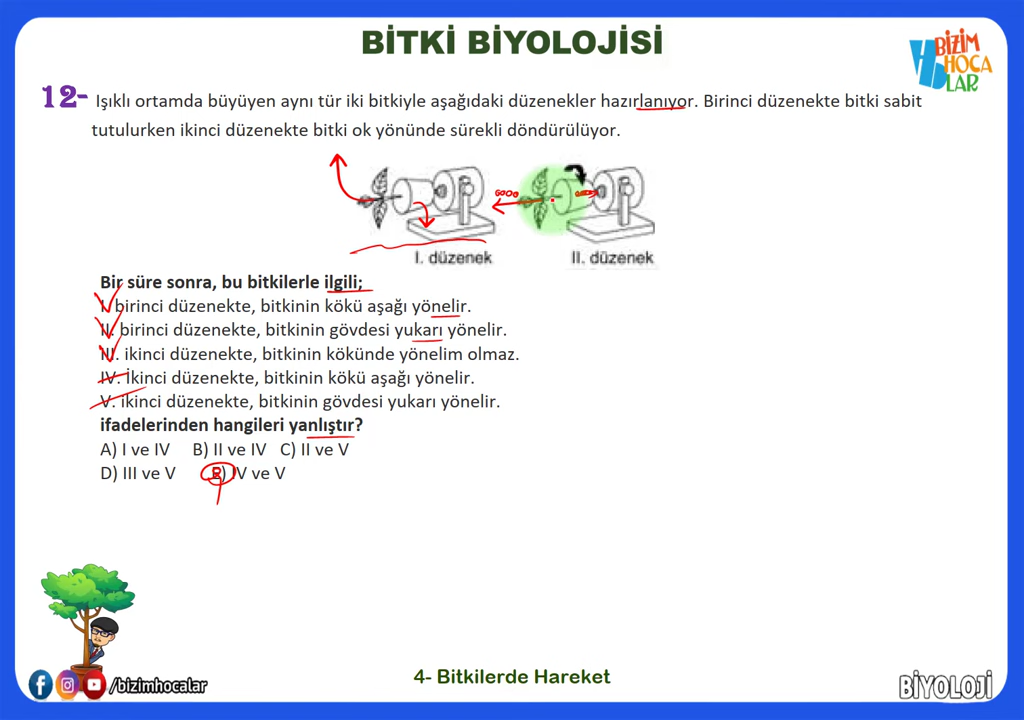 BİTKİ BİYOLOJİSİ
BİZİM
HOCA
LAR
12- Işıklı ortamda büyüyen aynı tür iki bitkiyle aşağıdaki düzenekler hazırlanıyor. Birinci düzenekte bitki sabit
tutulurken ikinci düzenekte bitki ok yönünde sürekli döndürülüyor.
I. düzenek II. düzenek
Bir süre sonra, bu bitkilerle ilgili;
I. birinci düzenekte, bitkinin kökü aşağı yönelir.
II. birinci düzenekte, bitkinin gövdesi yukarı yönelir.
III. ikinci düzenekte, bitkinin kökünde yönelim olmaz.
IV. İkinci düzenekte, bitkinin kökü aşağı yönelir.
V. ikinci düzenekte, bitkinin gövdesi yukarı yönelir.
ifadelerinden hangileri yanlıştır?
A) I ve IV B) II ve IV C) II ve V
D) III ve V E) IV ve V
/bizimhocalar
4- Bitkilerde Hareket
BİYOLOJİ